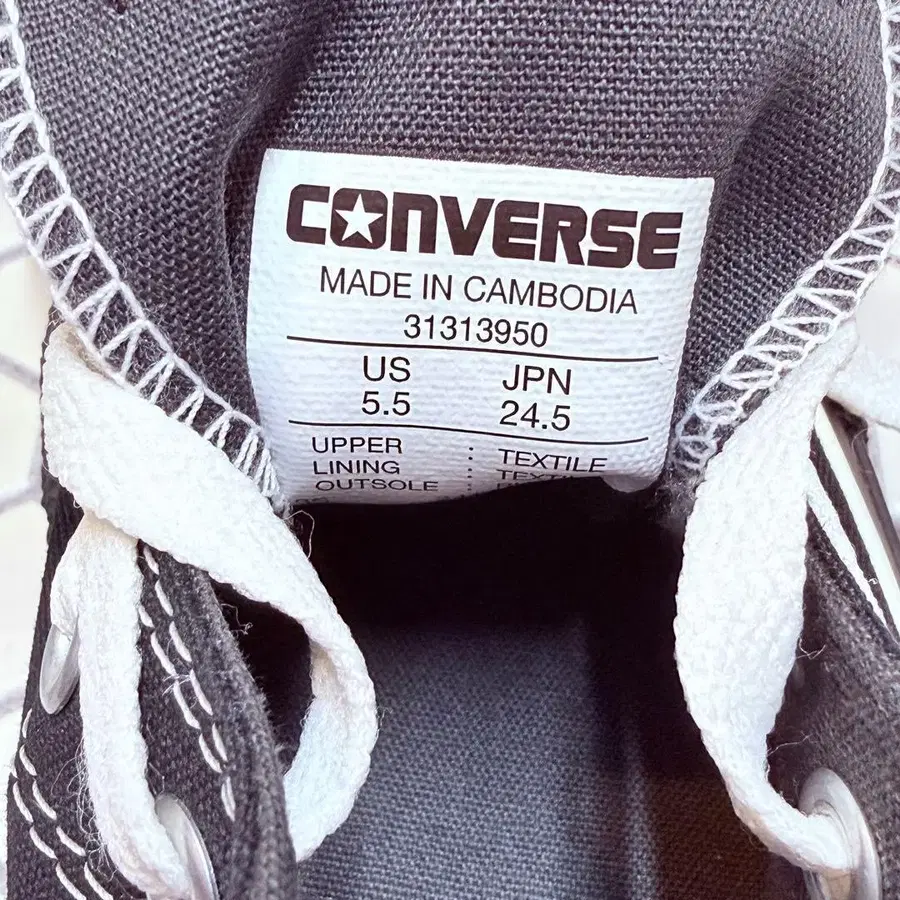 CONVERSE
MADE IN CAMBODIA
31313950
US JPN
5.5 24.5
UPPER : TEXTILE
LINING :
OUTSOLE :